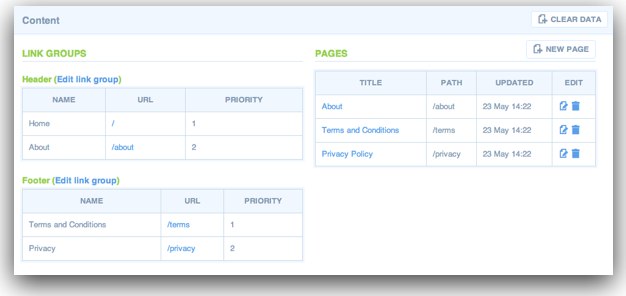 Content
CLEAR DATA
LINK GROUPS
Header (Edit link group)
NAME URL PRIORITY
Home / 1
About /about 2
Footer (Edit link group)
NAME URL PRIORITY
Terms and Conditions /terms 1
Privacy /privacy 2
PAGES
NEW PAGE
TITLE PATH UPDATED EDIT
About /about 23 May 14:22
Terms and Conditions /terms 23 May 14:22
Privacy Policy /privacy 23 May 14:22